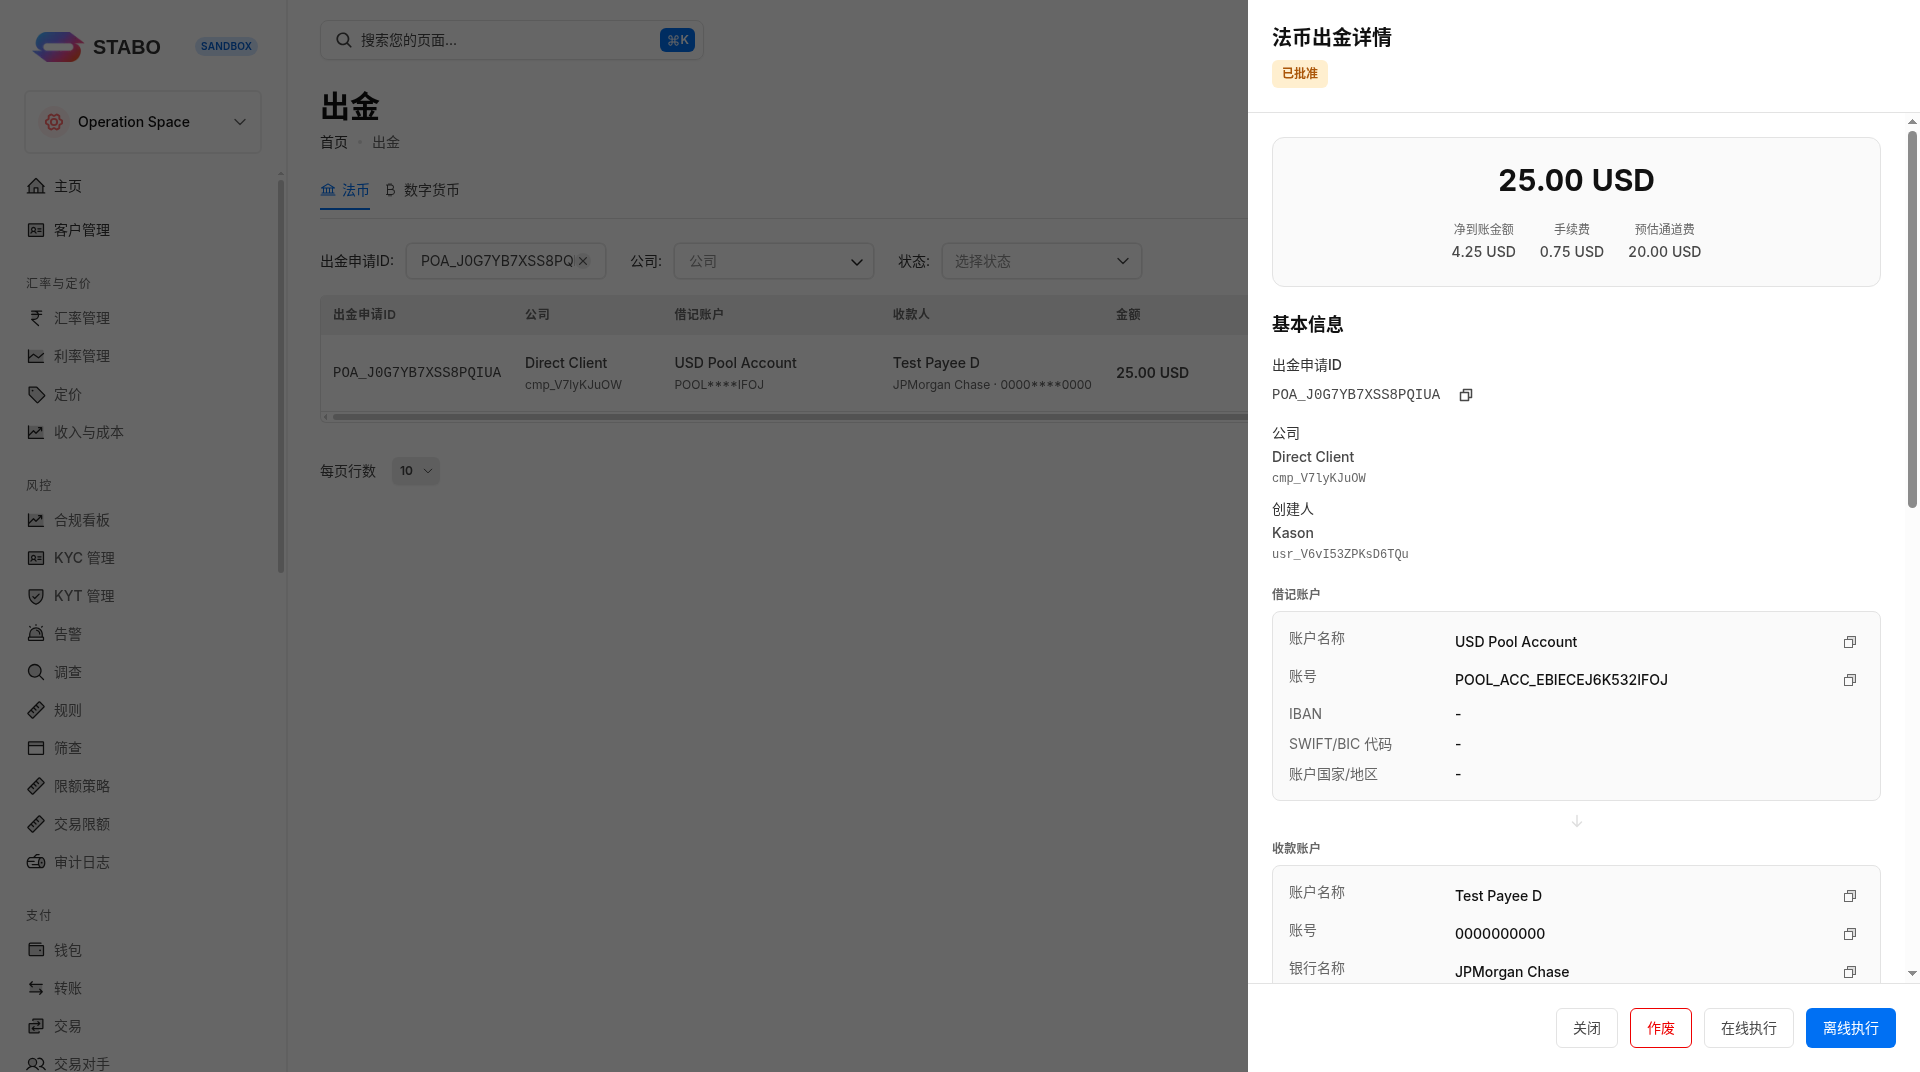 STABO
SANDBOX
Operation Space
主页
客户管理
汇率与定价
汇率管理
利率管理
定价
收入与成本
风控
合规看板
KYC 管理
KYT 管理
告警
调查
规则
筛查
限额策略
交易限额
审计日志
支付
钱包
转账
交易
交易对手
搜索您的页面...
⌘K
出金
首页 • 出金
法币 数字货币
出金申请ID: POA_J0G7YB7XSS8PQ 公司: 公司 状态: 选择状态
出金申请ID 公司 借记账户 收款人 金额
POA_J0G7YB7XSS8PQIUA Direct Client USD Pool Account Test Payee D 25.00 USD
cmp_V7lyKJuOW POOL****IFOJ JPMorgan Chase · 0000****0000
每页行数 10
法币出金详情
已批准
25.00 USD
净到账金额 手续费 预估通道费
4.25 USD 0.75 USD 20.00 USD
基本信息
出金申请ID
POA_J0G7YB7XSS8PQIUA
公司
Direct Client
cmp_V7lyKJuOW
创建人
Kason
usr_V6vI53ZPKsD6TQu
借记账户
账户名称 USD Pool Account
账号 POOL_ACC_EBIECEJ6K532IFOJ
IBAN -
SWIFT/BIC 代码 -
账户国家/地区 -
收款账户
账户名称 Test Payee D
账号 0000000000
银行名称 JPMorgan Chase
关闭 作废 在线执行 离线执行